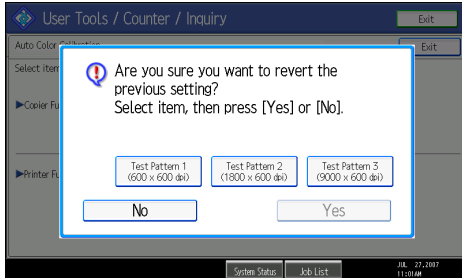 User Tools / Counter / Inquiry
Exit
Auto Color Calibration
Exit
Select item
Are you sure you want to revert the
previous setting?
Select item, then press [Yes] or [No].
Copier Fu
Test Pattern 1
(600 × 600 dpi)
Test Pattern 2
(1800 × 600 dpi)
Test Pattern 3
(9000 × 600 dpi)
Printer Fu
No
Yes
System Status
Job List
JUL 27,2007
11:01AM